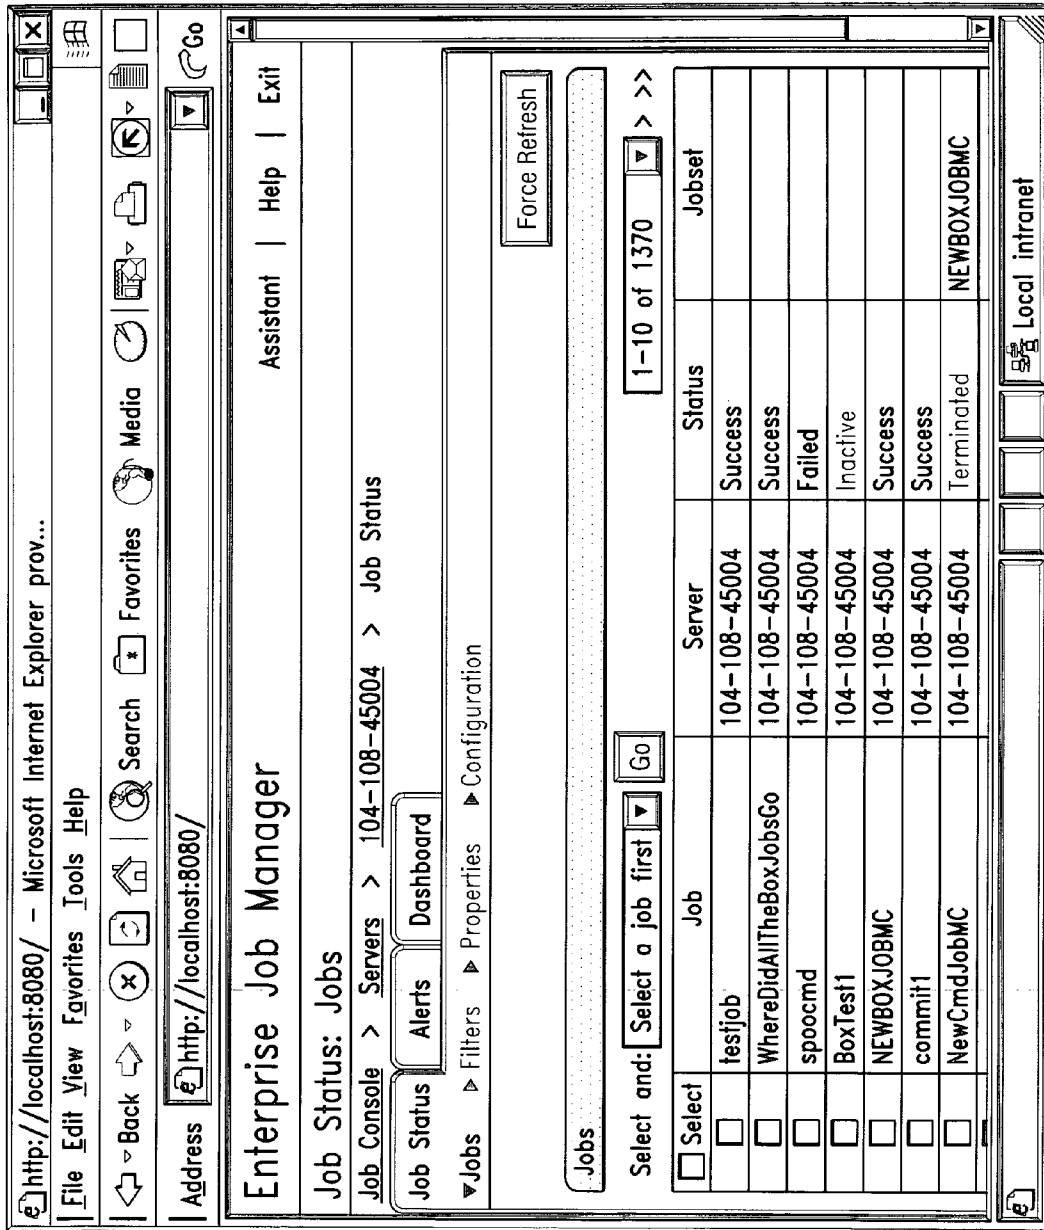 http://localhost:8080/ – Microsoft Internet Explorer prov...
File Edit View Favorites Tools Help
Back Search Favorites Media
Address http://localhost:8080/ Go
Enterprise Job Manager
Assistant | Help | Exit
Job Status: Jobs
Job Console > Servers > 104–108–45004 > Job Status
Job Status Alerts Dashboard
Jobs Filters Properties Configuration
Force Refresh
Jobs
Select and: Select a job first Go 1–10 of 1370 > >>
Select Job Server Status Jobset
testjob 104–108–45004 Success
WhereDidAllTheBoxJobsGo 104–108–45004 Success
spoocmd 104–108–45004 Failed
BoxTest1 104–108–45004 Inactive
NEWBOXJOBMC 104–108–45004 Success
commit1 104–108–45004 Success
NewCmdJobMC 104–108–45004 Terminated NEWBOXJOBMC
Local intranet